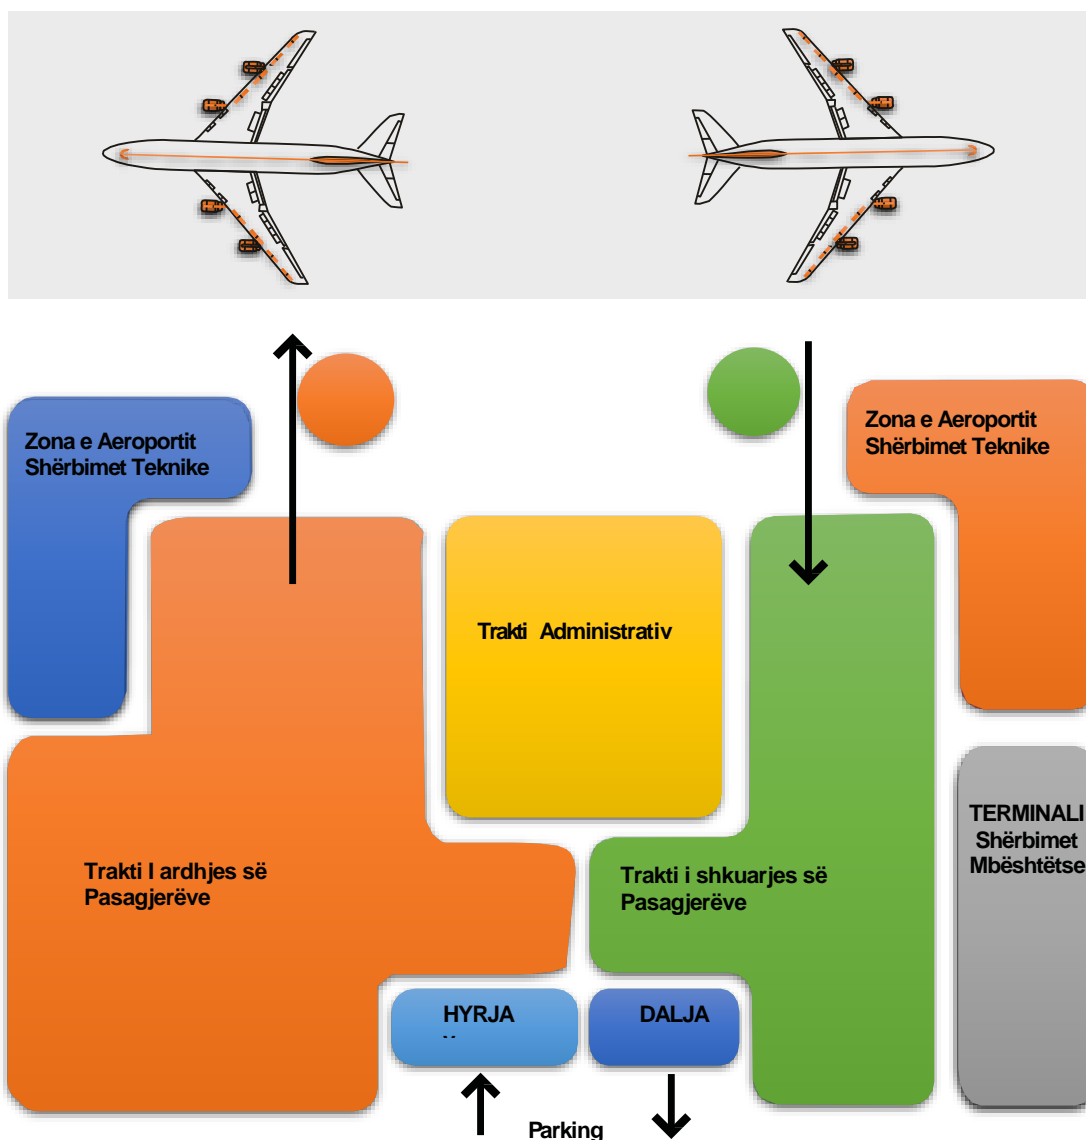 Zona e Aeroportit
Shërbimet Teknike
Zona e Aeroportit
Shërbimet Teknike
Trakti Administrativ
TERMINALI
Shërbimet
Mbështëtse
Trakti I ardhjes së
Pasagjerëve
Trakti i shkuarjes së
Pasagjerëve
HYRJA
DALJA
Parking